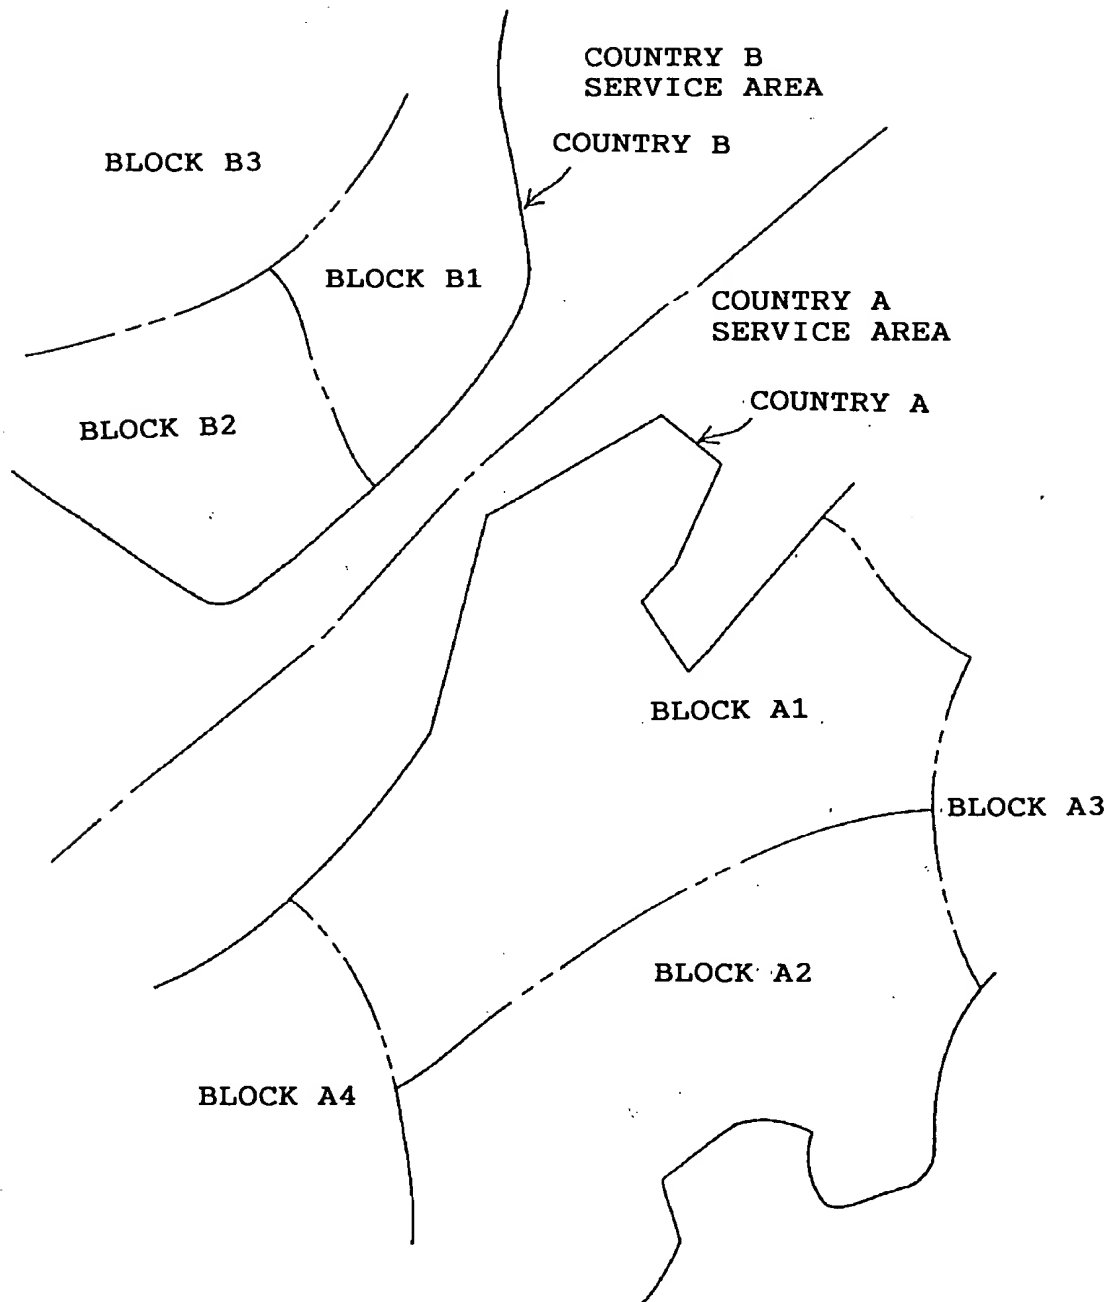 COUNTRY B
SERVICE AREA
COUNTRY B
BLOCK B3
BLOCK B1
COUNTRY A
SERVICE AREA
COUNTRY A
BLOCK B2
BLOCK A1
BLOCK A3
BLOCK A2
BLOCK A4